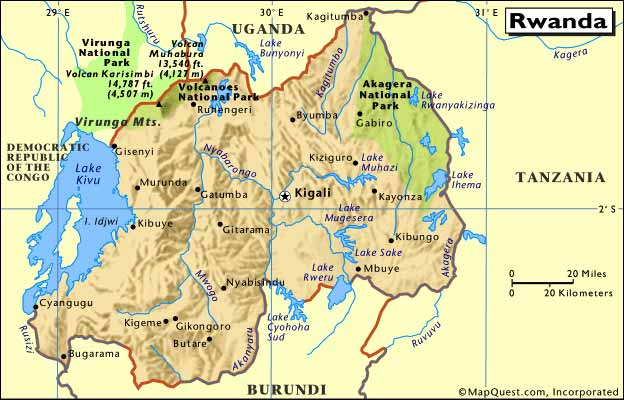 29°
30°
31°
Rwanda
Kagitumba
UGANDA
Rutshuru
Virunga
National
Park
Volcan
Muhabura
13,540 ft.
(4,127 m)
Lake
Bunyonyi
Kagera
Volcan Karisimbi
14,787 ft.
(4,507 m)
Volcanoes
National Park
Kagitumba
Akagera
National
Park
Lake
Rwanyakizinga
Ruhengeri
Virunga Mts.
Byumba
Gabiro
DEMOCRATIC
REPUBLIC
OF THE
CONGO
Gisenyi
Nyabarongo
Kiziguro
Lake
Muhazi
Lake
Kivu
Lake
Ihema
TANZANIA
Murunda
Gatumba
Kigali
Kayonza
2° S
I. Idjwi
Kibuye
Gitarama
Lake
Mugesera
Kibungo
Lake Sake
Akagera
Mbuye
Lake
Rweru
Mwogo
Nyabisindu
0
20 Miles
0
20 Kilometers
Cyangugu
Rusizi
Kigeme
Gikongoro
Butare
Akanyaru
Lake
Cyohoha
Sud
Ruvuvu
Bugarama
BURUNDI
©MapQuest.com, Incorporated